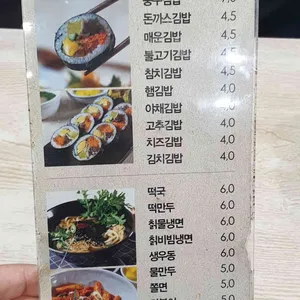 돈까스김밥 4,5
매운김밥 4,5
불고기김밥 4,5
참치김밥 4,5
햄김밥 4,0
야채김밥 4,0
고추김밥 4,0
치즈김밥 4,0
김치김밥 4,0
떡국 6,0
떡만두 6,0
칡물냉면 6,0
칡비빔냉면 6,0
생우동 6,0
물만두 5,0
쫄면 5,0